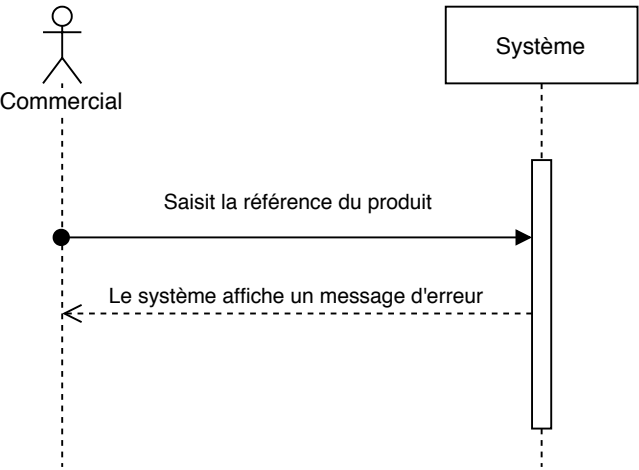 Système
Commercial
Saisit la référence du produit
Le système affiche un message d'erreur